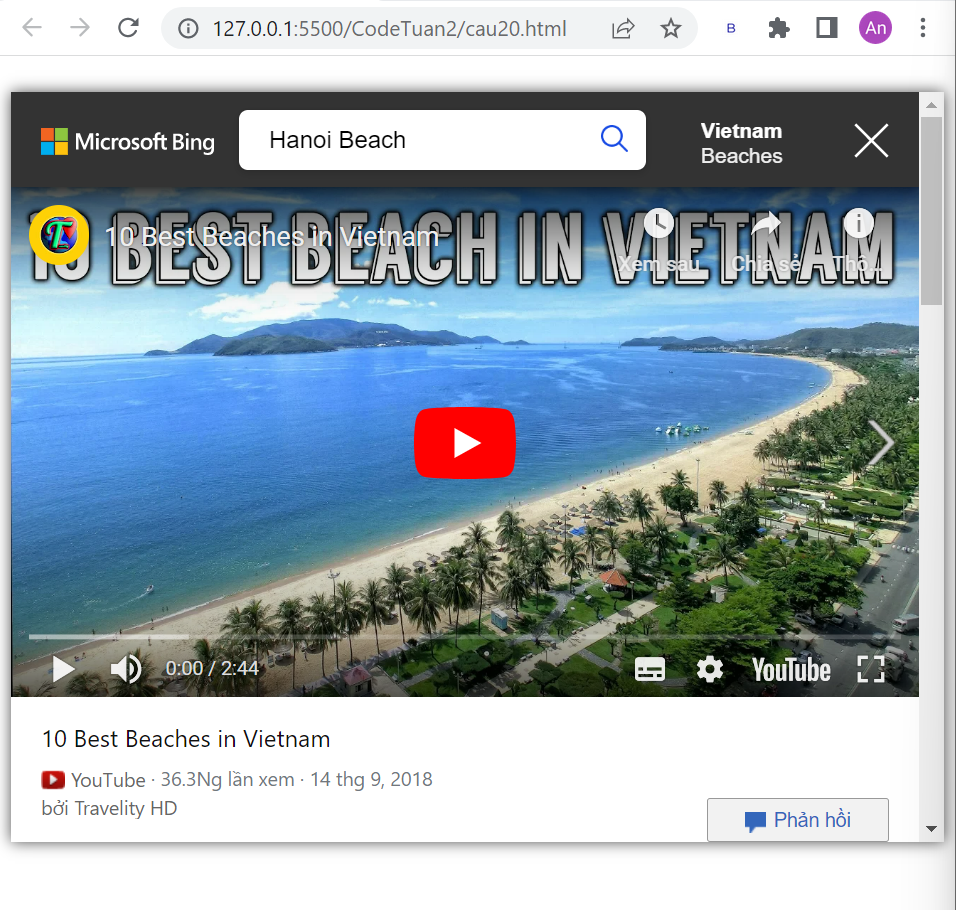 127.0.0.1:5500/CodeTuan2/cau20.html
B
An
Microsoft Bing
Hanoi Beach
Vietnam
Beaches
10 BEST BEACH IN VIETNAM
T
10 Best Beaches in Vietnam
Xem sau
Chia sẻ
Thô...
0:00 / 2:44
YouTube
10 Best Beaches in Vietnam
YouTube · 36.3Ng lần xem · 14 thg 9, 2018
bởi Travelity HD
Phản hồi